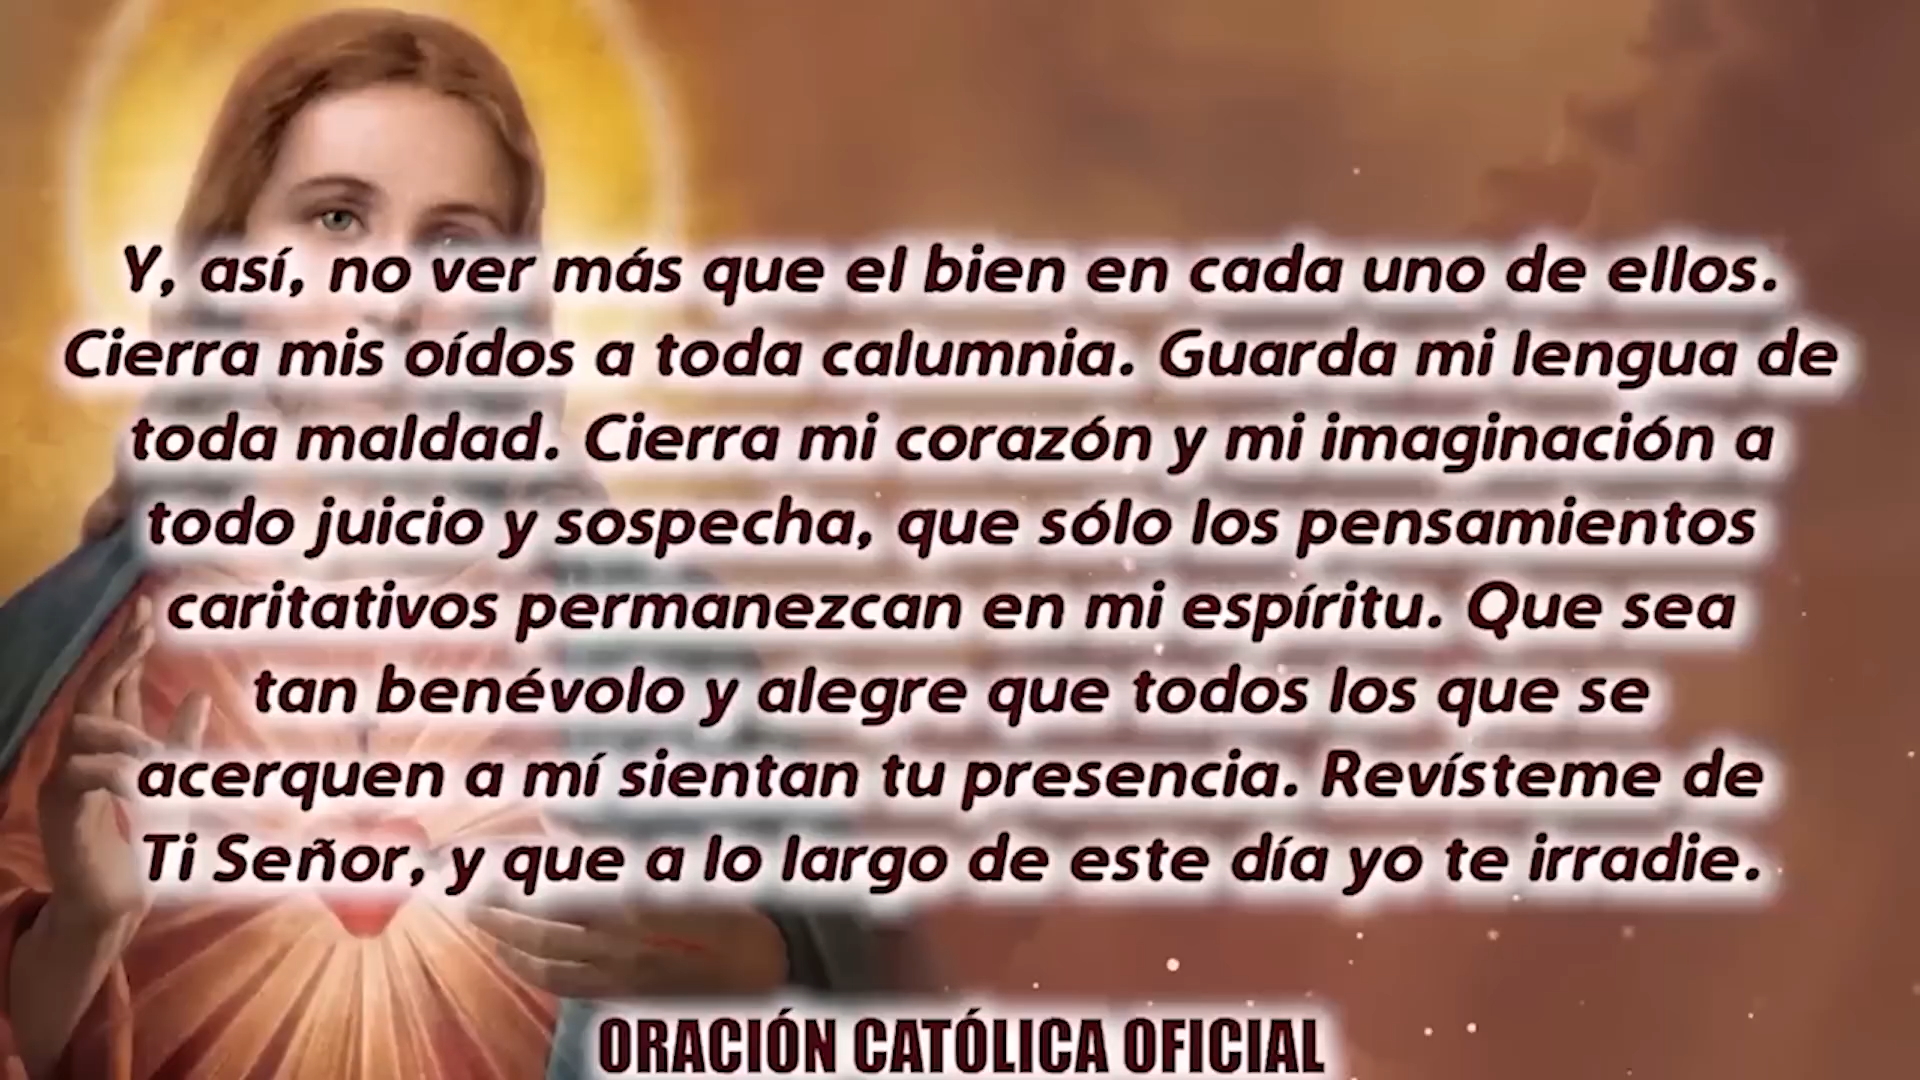 Y, así, no ver más que el bien en cada uno de ellos.
Cierra mis oídos a toda calumnia. Guarda mi lengua de
toda maldad. Cierra mi corazón y mi imaginación a
todo juicio y sospecha, que sólo los pensamientos
caritativos permanezcan en mi espíritu. Que sea
tan benévolo y alegre que todos los que se
acerquen a mí sientan tu presencia. Revísteme de
Ti Señor, y que a lo largo de este día yo te irradie.
ORACIÓN CATÓLICA OFICIAL